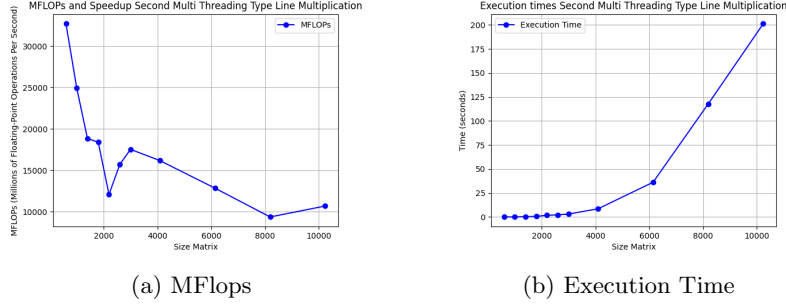 MFLOPs and Speedup Second Multi Threading Type Line Multiplication
MFLOPs (Millions of Floating-Point Operations Per Second)
30000
25000
20000
15000
10000
MFLOPs
2000 4000 6000 8000 10000
Size Matrix
(a) MFlops
Execution times Second Multi Threading Type Line Multiplication
Time (seconds)
200
175
150
125
100
75
50
25
0
Execution Time
2000 4000 6000 8000 10000
Size Matrix
(b) Execution Time